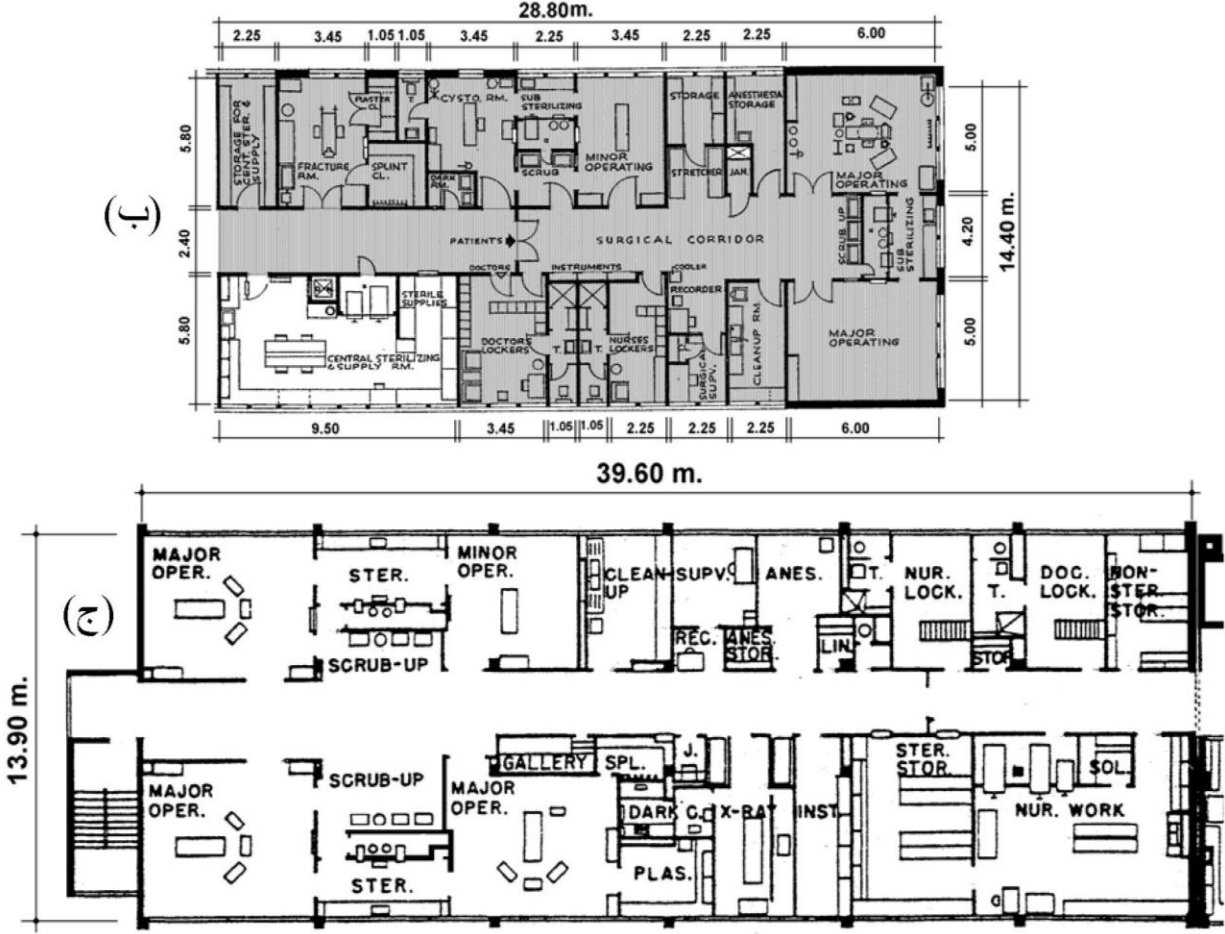 28.80m.
2.25 3.45 1.05 1.05 3.45 2.25 3.45 2.25 2.25 6.00
5.80
2.40
5.80
STORAGE FOR
CENT. STER. &
SUPPLY
FRACTURE
RM.
PLASTER
CL.
SPLINT
CL.
T.
CYSTO. RM.
DARK
RM.
SUB
STERILIZING
SCRUB
MINOR
OPERATING
STORAGE
STRETCHER
ANESTHESIA
STORAGE
JAN.
MAJOR
OPERATING
PATIENTS
SURGICAL CORRIDOR
SCRUB UP
SUB
STERILIZING
DOCTORS
INSTRUMENTS
COOLER
RECORDER
STERILE
SUPPLIES
CENTRAL STERILIZING
& SUPPLY RM.
DOCTORS
LOCKERS
T.
T.
NURSES
LOCKERS
CL.
SURGICAL
SUPV.
CLEANUP RM.
MAJOR
OPERATING
5.00
4.20
5.00
14.40 m.
9.50 3.45 1.05 1.05 2.25 2.25 2.25 6.00
39.60 m.
(ج)
13.90 m.
MAJOR
OPER.
STER.
SCRUB-UP
MINOR
OPER.
CLEAN-
UP
SUPV.
REC.
ANES.
STOR
ANES.
LIN.
T.
NUR.
LOCK.
T.
STOR
DOC.
LOCK.
NON-
STER.
STOR.
MAJOR
OPER.
SCRUB-UP
STER.
GALLERY
MAJOR
OPER.
SPL.
J.
DARK
C.
PLAS.
X-RAY
INST.
STER.
STOR.
SOL.
NUR. WORK